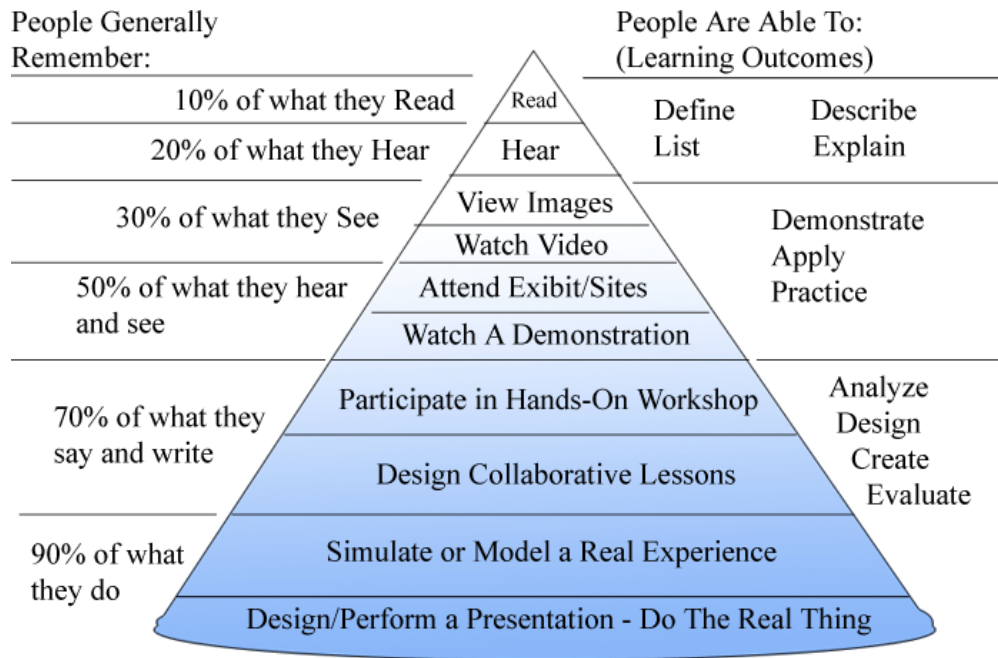 People Generally
Remember:
10% of what they Read
20% of what they Hear
30% of what they See
50% of what they hear
and see
70% of what they
say and write
90% of what
they do
Read
Hear
View Images
Watch Video
Attend Exibit/Sites
Watch A Demonstration
Participate in Hands-On Workshop
Design Collaborative Lessons
Simulate or Model a Real Experience
Design/Perform a Presentation - Do The Real Thing
People Are Able To:
(Learning Outcomes)
Define Describe
List Explain
Demonstrate
Apply
Practice
Analyze
Design
Create
Evaluate